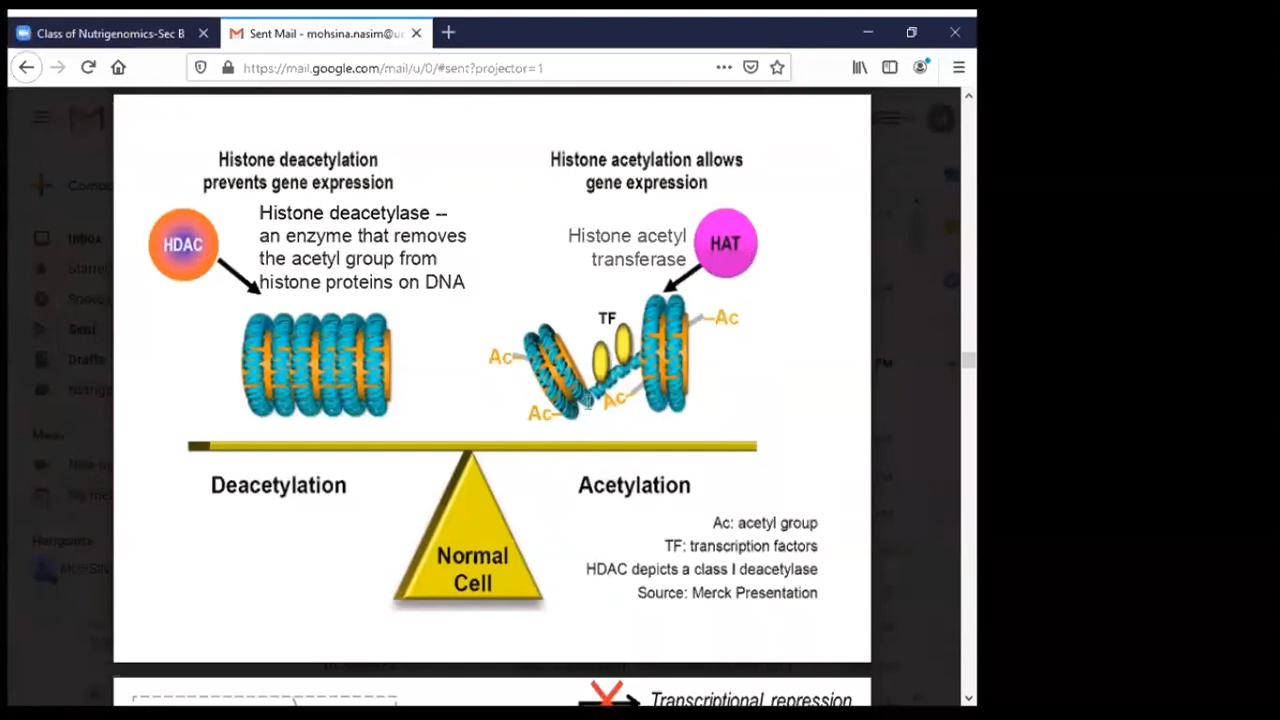 Class of Nutrigenomics-Sec B
Sent Mail - mohsina.nasim@u
https://mail.google.com/mail/u/0/#sent?projector=1
Histone deacetylation
prevents gene expression
Histone acetylation allows
gene expression
HDAC
Histone deacetylase --
an enzyme that removes
the acetyl group from
histone proteins on DNA
Histone acetyl
transferase
HAT
TF
Ac
Ac
Ac
Ac
Deacetylation
Acetylation
Normal
Cell
Ac: acetyl group
TF: transcription factors
HDAC depicts a class I deacetylase
Source: Merck Presentation
Transcriptional repression
Inbox
Sent
Drafts